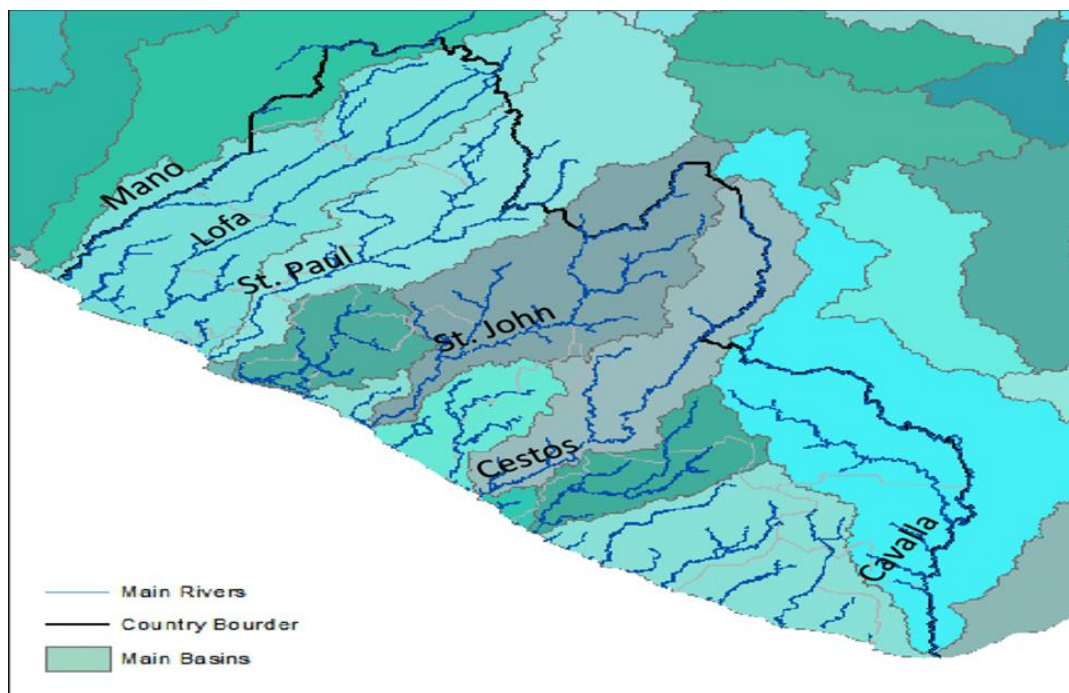 Mano
Lofa
St. Paul
St. John
Cestos
Cavalla
Main Rivers
Country Bourder
Main Basins